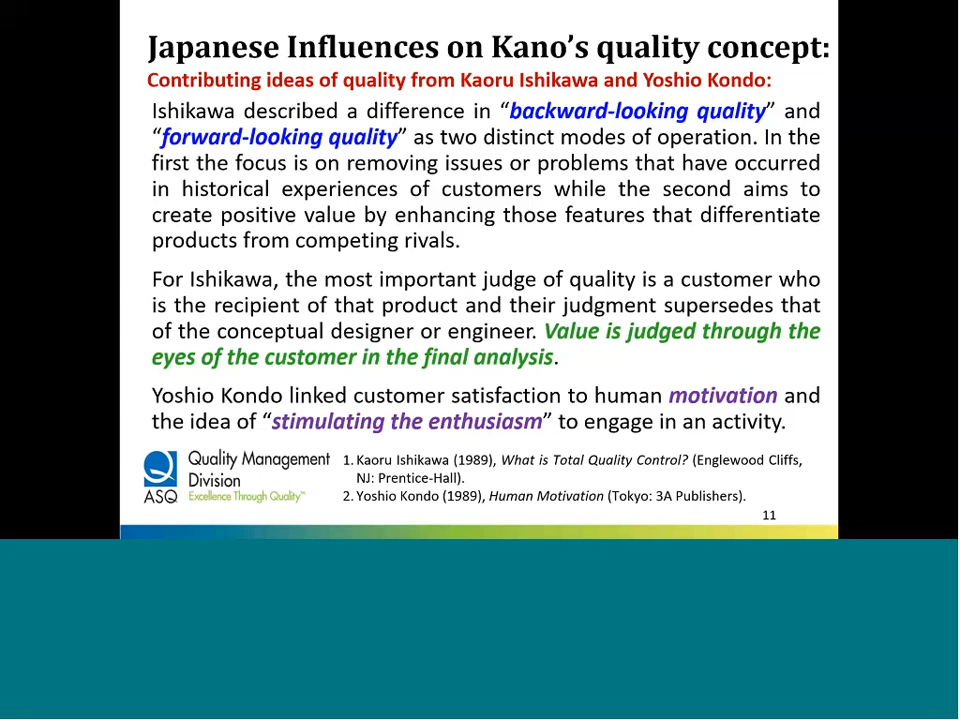 Japanese Influences on Kano's quality concept:
Contributing ideas of quality from Kaoru Ishikawa and Yoshio Kondo:
Ishikawa described a difference in “backward-looking quality” and
“forward-looking quality” as two distinct modes of operation. In the
first the focus is on removing issues or problems that have occurred
in historical experiences of customers while the second aims to
create positive value by enhancing those features that differentiate
products from competing rivals.
For Ishikawa, the most important judge of quality is a customer who
is the recipient of that product and their judgment supersedes that
of the conceptual designer or engineer. Value is judged through the
eyes of the customer in the final analysis.
Yoshio Kondo linked customer satisfaction to human motivation and
the idea of “stimulating the enthusiasm” to engage in an activity.
Quality Management
Division
ASQ Excellence Through Quality™
1. Kaoru Ishikawa (1989), What is Total Quality Control? (Englewood Cliffs,
NJ: Prentice-Hall).
2. Yoshio Kondo (1989), Human Motivation (Tokyo: 3A Publishers).
11